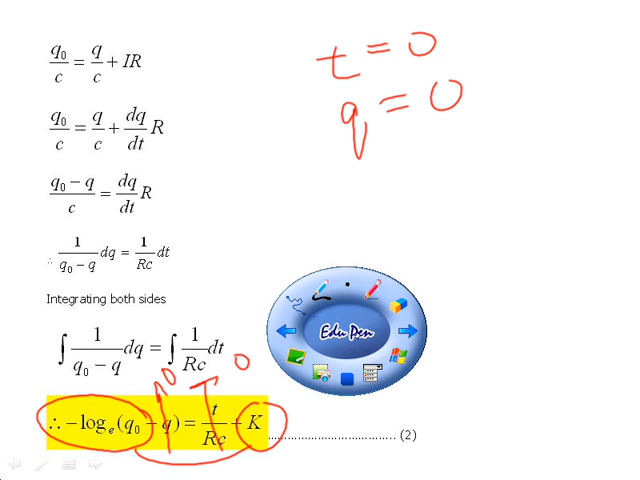 q₀/c = q/c + IR
t = 0
q = 0
q₀/c = q/c + dq/dt R
q₀ − q/c = dq/dt R
∴ 1/q₀ − q dq = 1/Rc dt
Integrating both sides
Edu Pen
∫ 1/q₀ − q dq = ∫ 1/Rc dt
0 0
∴ − logₑ (q₀ − q) = t/Rc + K ..................................... (2)